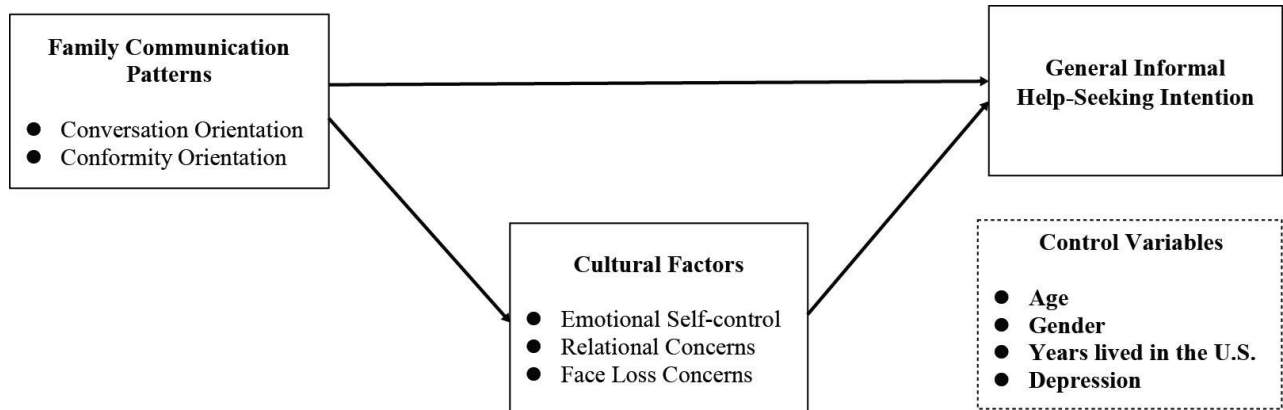 Family Communication
Patterns
● Conversation Orientation
● Conformity Orientation
General Informal
Help-Seeking Intention
Cultural Factors
● Emotional Self-control
● Relational Concerns
● Face Loss Concerns
Control Variables
● Age
● Gender
● Years lived in the U.S.
● Depression